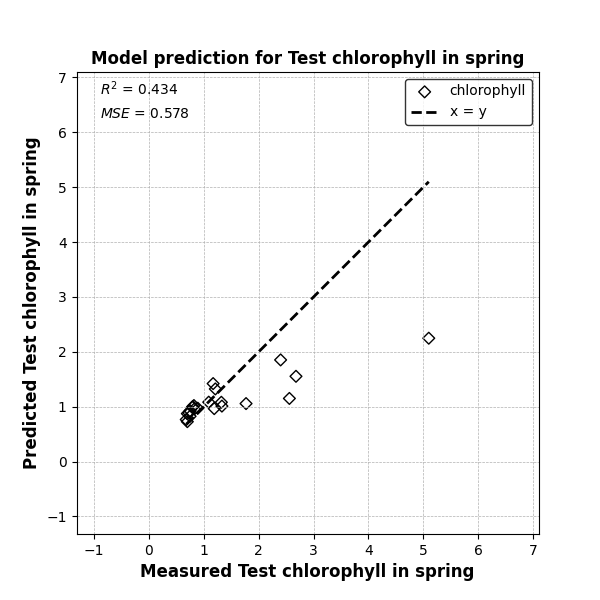 Model prediction for Test chlorophyll in spring
R² = 0.434
MSE = 0.578
chlorophyll
x = y
7
6
5
4
3
2
1
0
−1
Predicted Test chlorophyll in spring
−1 0 1 2 3 4 5 6 7
Measured Test chlorophyll in spring